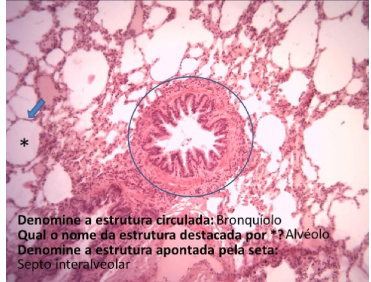 *
Denomine a estrutura circulada: Bronquíolo
Qual o nome da estrutura destacada por *? Alvéolo
Denomine a estrutura apontada pela seta:
Septo interalveolar